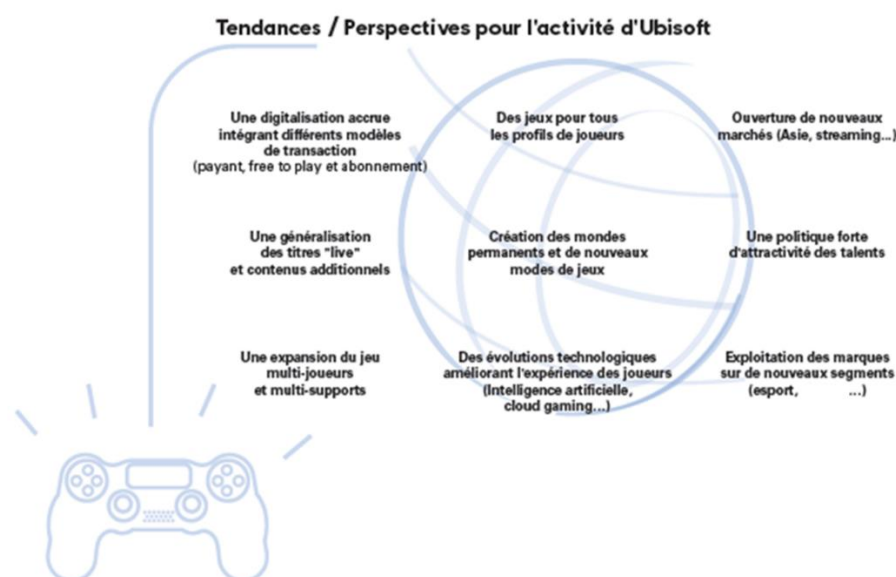 Tendances / Perspectives pour l'activité d'Ubisoft
Une digitalisation accrue
intégrant différents modèles
de transaction
(payant, free to play et abonnement)
Des jeux pour tous
les profils de joueurs
Ouverture de nouveaux
marchés (Asie, streaming...)
Une généralisation
des titres "live"
et contenus additionnels
Création des mondes
permanents et de nouveaux
modes de jeux
Une politique forte
d'attractivité des talents
Une expansion du jeu
multi-joueurs
et multi-supports
Des évolutions technologiques
améliorant l'expérience des joueurs
(Intelligence artificielle,
cloud gaming...)
Exploitation des marques
sur de nouveaux segments
(esport, ...)